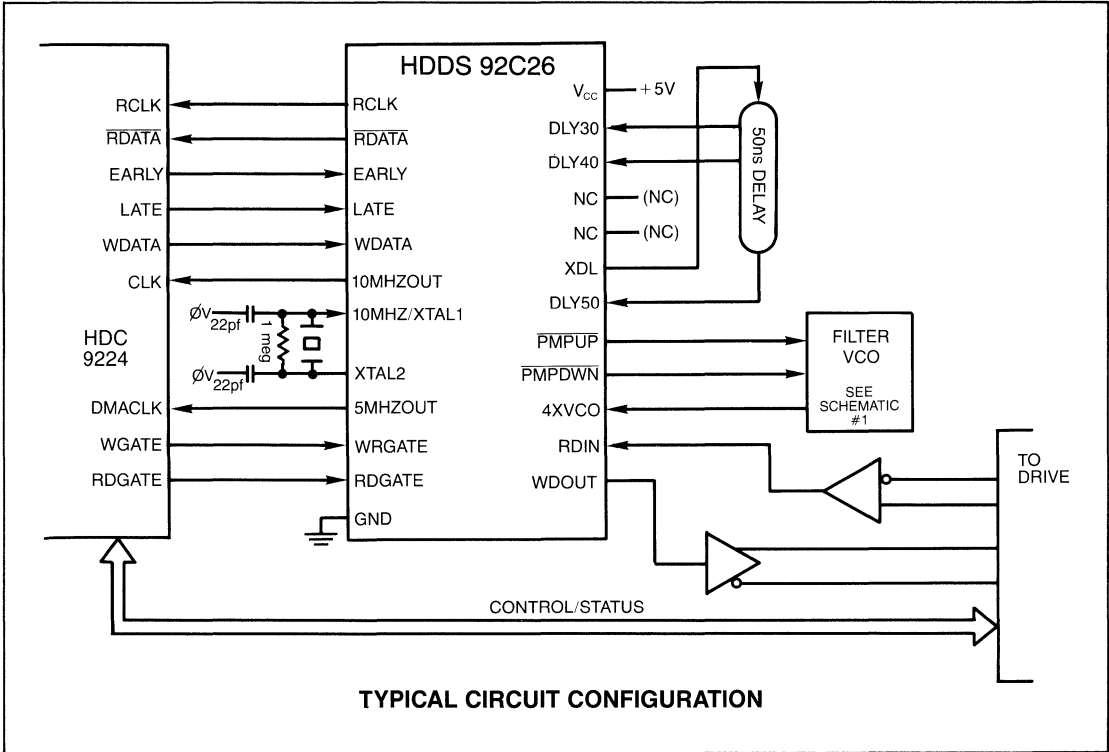 HDC
9224
RCLK
RDATA
EARLY
LATE
WDATA
CLK
DMACLK
WGATE
RDGATE
ØV
22pf
1 meg
ØV
22pf
HDDS 92C26
RCLK
RDATA
EARLY
LATE
WDATA
10MHZOUT
10MHZ/XTAL1
XTAL2
5MHZOUT
WRGATE
RDGATE
GND
VCC
+5V
DLY30
DLY40
NC
(NC)
NC
(NC)
XDL
DLY50
PMPUP
PMPDWN
4XVCO
RDIN
WDOUT
50ns DELAY
FILTER
VCO
SEE
SCHEMATIC
#1
TO
DRIVE
CONTROL/STATUS
TYPICAL CIRCUIT CONFIGURATION